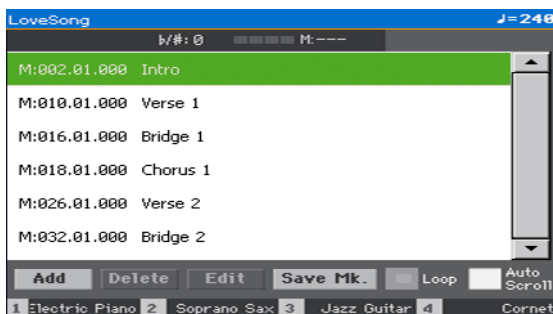 LoveSong ♩=240
b/#: 0 M:---
M:002.01.000 Intro
M:010.01.000 Verse 1
M:016.01.000 Bridge 1
M:018.01.000 Chorus 1
M:026.01.000 Verse 2
M:032.01.000 Bridge 2
Add Delete Edit Save Mk. Loop Auto Scroll
1 Electric Piano 2 Soprano Sax 3 Jazz Guitar 4 Cornet